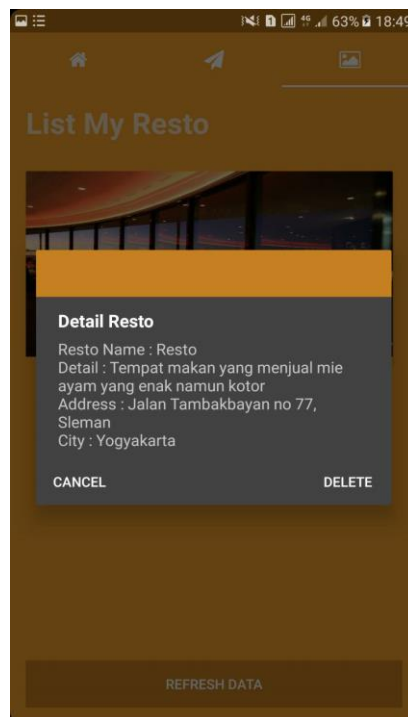 4G 63% 18:49
List My Resto
Detail Resto
Resto Name : Resto
Detail : Tempat makan yang menjual mie
ayam yang enak namun kotor
Address : Jalan Tambakbayan no 77,
Sleman
City : Yogyakarta
CANCEL DELETE
REFRESH DATA